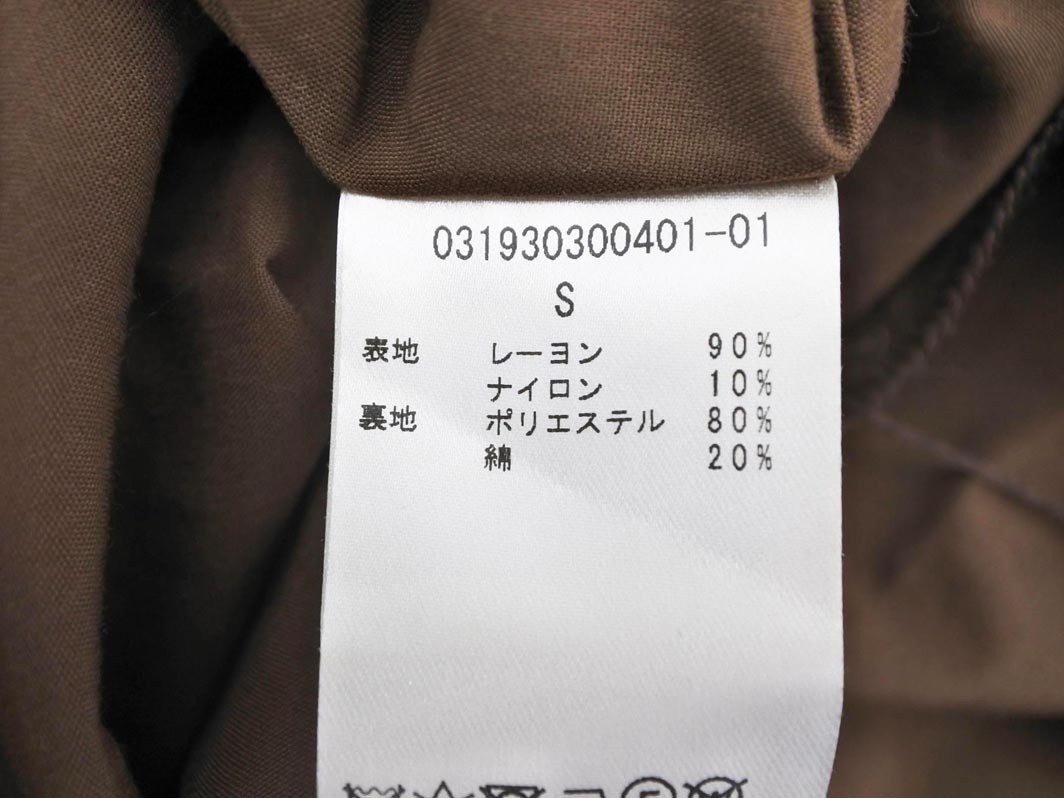 031930300401-01
S
表地 レーヨン 90%
ナイロン 10%
裏地 ポリエステル 80%
綿 20%